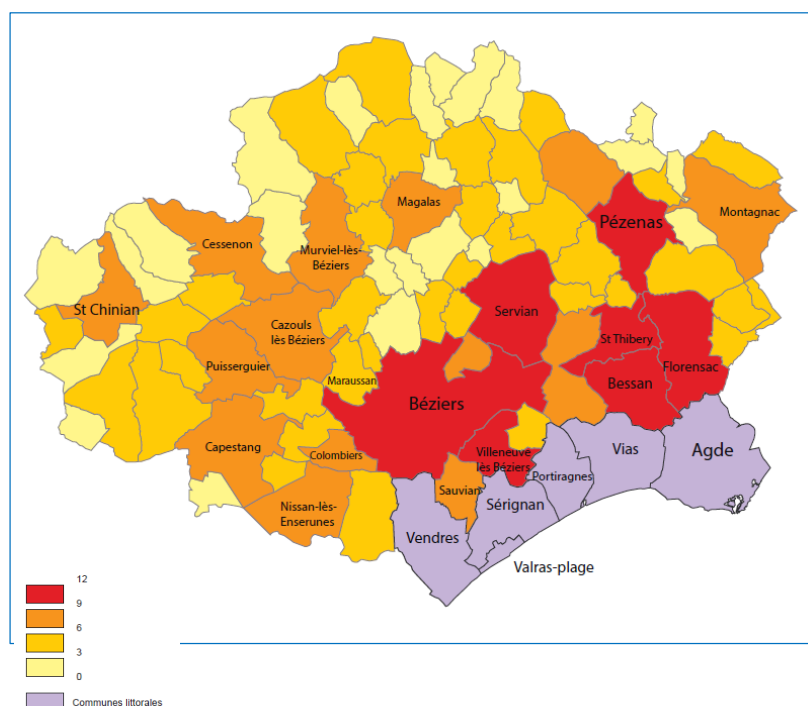 Magalas
Pézenas
Montagnac
Cessenon
Murviel-lès-
Béziers
St Chinian
Servian
Cazouls
lès Béziers
St Thibery
Puisserguier
Florensac
Maraussan
Bessan
Béziers
Capestang
Colombiers
Villeneuve
lès Béziers
Vias
Agde
Portiragnes
Sauvian
Nissan-lès-
Enserunes
Sérignan
Vendres
Valras-plage
12
9
6
3
0
Communes littorales